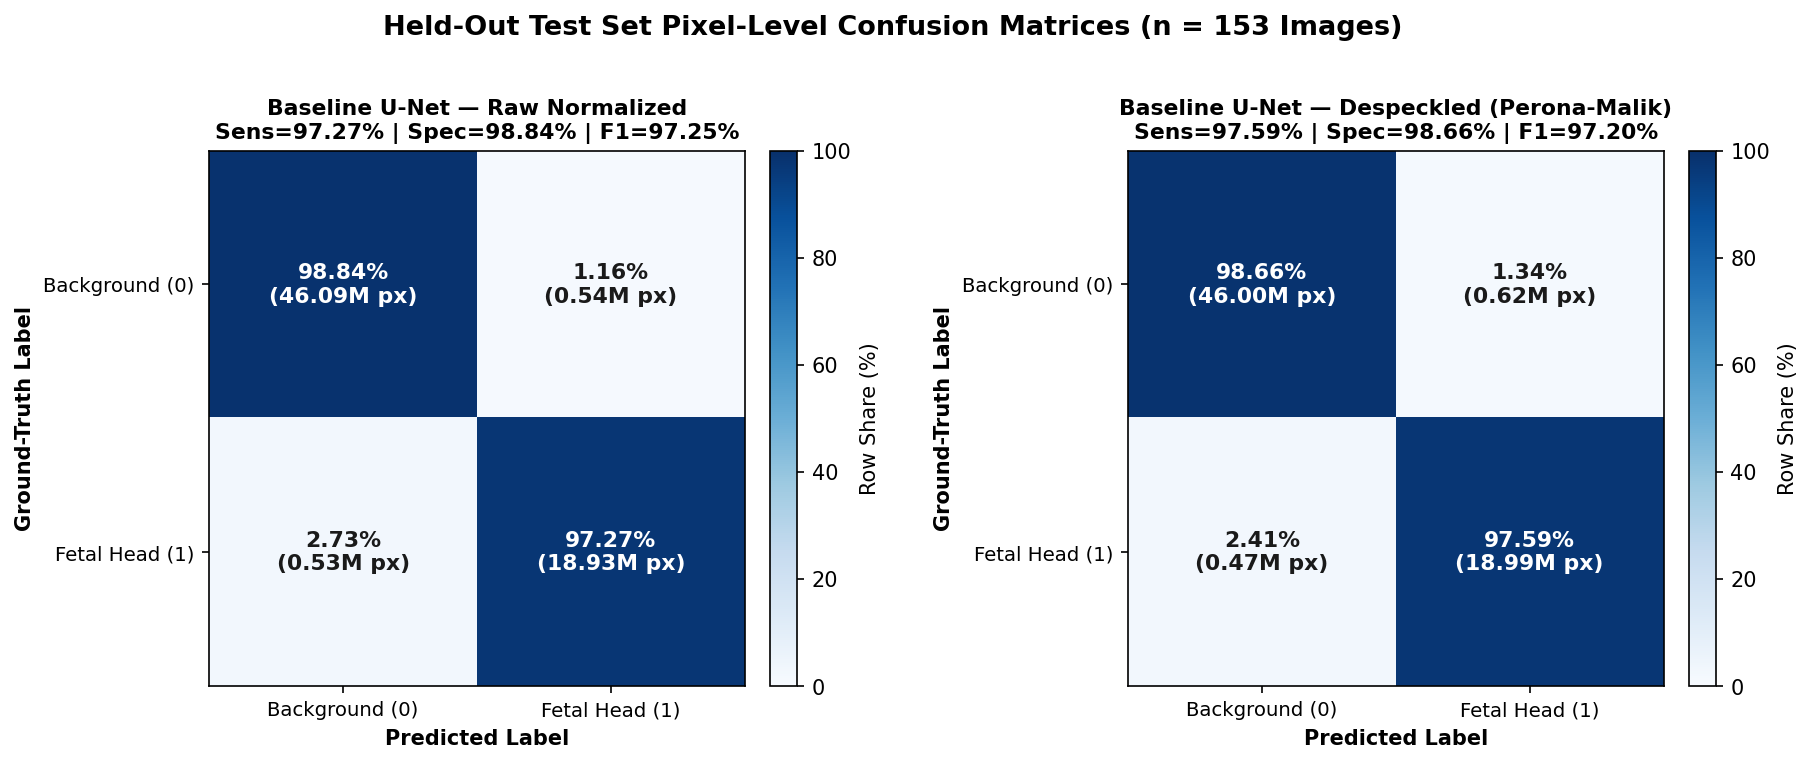 Held-Out Test Set Pixel-Level Confusion Matrices (n = 153 Images)
Baseline U-Net — Raw Normalized
Sens=97.27% | Spec=98.84% | F1=97.25%
98.84%
(46.09M px)
1.16%
(0.54M px)
2.73%
(0.53M px)
97.27%
(18.93M px)
Background (0)
Fetal Head (1)
Ground-Truth Label
Background (0)
Fetal Head (1)
Predicted Label
100
80
60
40
20
0
Row Share (%)
Baseline U-Net — Despeckled (Perona-Malik)
Sens=97.59% | Spec=98.66% | F1=97.20%
98.66%
(46.00M px)
1.34%
(0.62M px)
2.41%
(0.47M px)
97.59%
(18.99M px)
Background (0)
Fetal Head (1)
Ground-Truth Label
Background (0)
Fetal Head (1)
Predicted Label
100
80
60
40
20
0
Row Share (%)